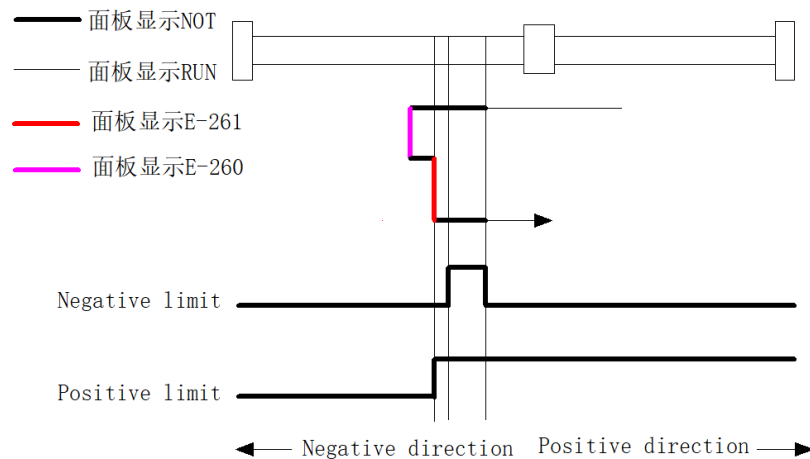 面板显示NOT
面板显示RUN
面板显示E-261
面板显示E-260
Negative limit
Positive limit
Negative direction
Positive direction